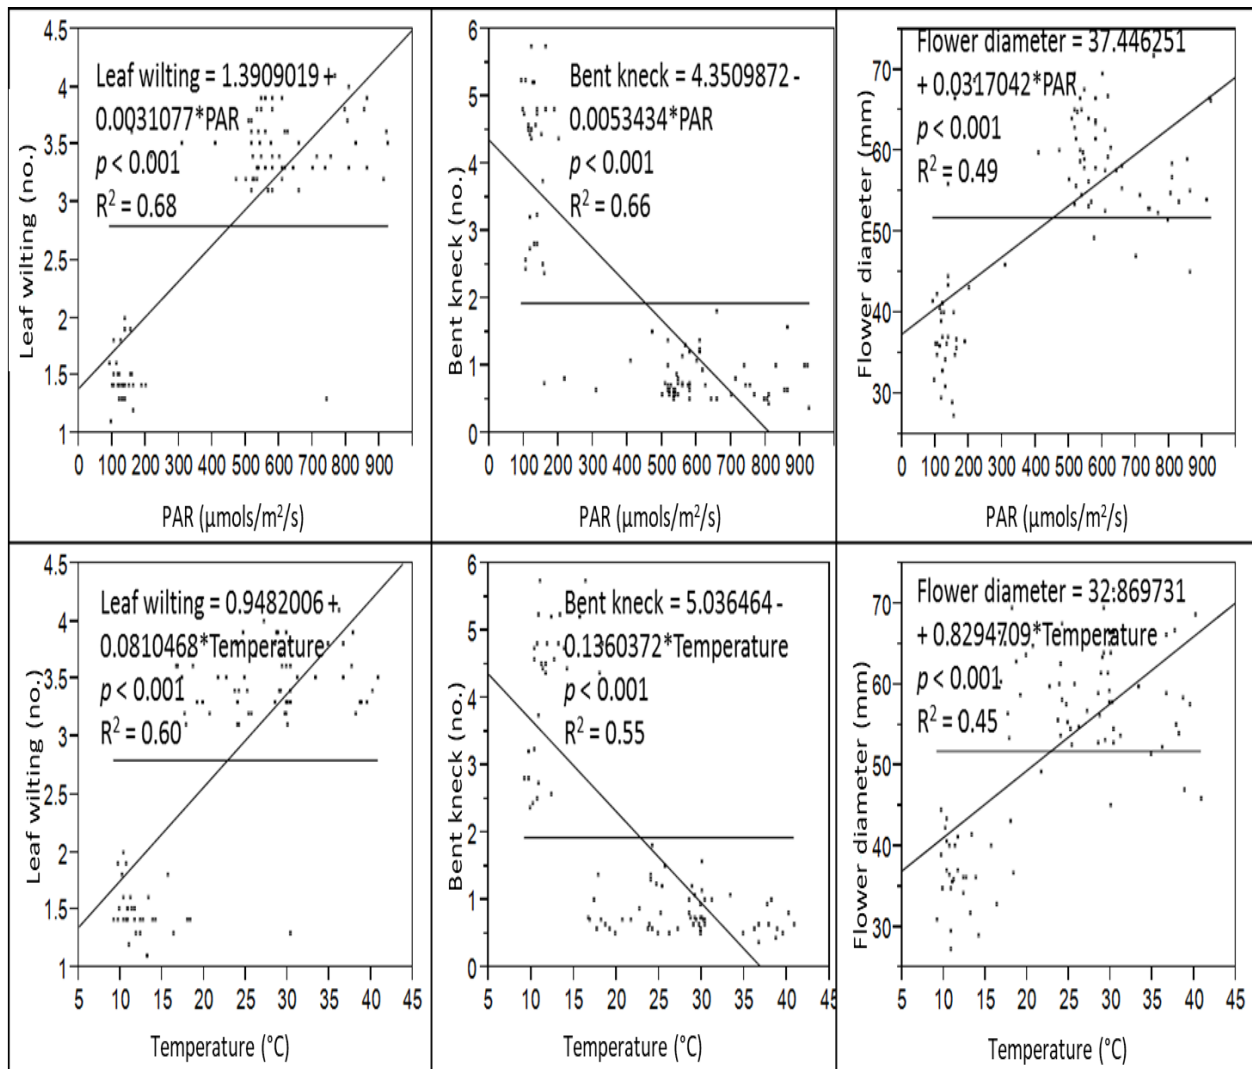 4.5
4
3.5
3
2.5
2
1.5
1
Leaf wilting (no.)
Leaf wilting = 1.3909019 +
0.0031077*PAR
p < 0.001
R² = 0.68
0 100 200 300 400 500 600 700 800 900
PAR (µmols/m²/s)
6
5
4
3
2
1
0
Bent kneck (no.)
Bent kneck = 4.3509872 -
0.0053434*PAR
p < 0.001
R² = 0.66
0 100 200 300 400 500 600 700 800 900
PAR (µmols/m²/s)
70
60
50
40
30
Flower diameter (mm)
Flower diameter = 37.446251
+ 0.0317042*PAR
p < 0.001
R² = 0.49
0 100 200 300 400 500 600 700 800 900
PAR (µmols/m²/s)
4.5
4
3.5
3
2.5
2
1.5
1
Leaf wilting (no.)
Leaf wilting = 0.9482006 +
0.0810468*Temperature
p < 0.001
R² = 0.60
5 10 15 20 25 30 35 40 45
Temperature (°C)
6
5
4
3
2
1
0
Bent kneck (no.)
Bent kneck = 5.036464 -
0.1360372*Temperature
p < 0.001
R² = 0.55
5 10 15 20 25 30 35 40 45
Temperature (°C)
70
60
50
40
30
Flower diameter (mm)
Flower diameter = 32.869731
+ 0.8294709*Temperature
p < 0.001
R² = 0.45
5 10 15 20 25 30 35 40 45
Temperature (°C)